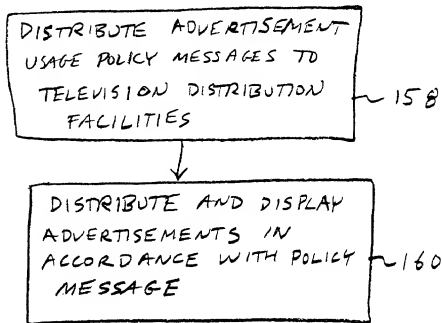 DISTRIBUTE ADVERTISEMENT
USAGE POLICY MESSAGES TO
TELEVISION DISTRIBUTION
FACILITIES
158
DISTRIBUTE AND DISPLAY
ADVERTISEMENTS IN
ACCORDANCE WITH POLICY
MESSAGE
160